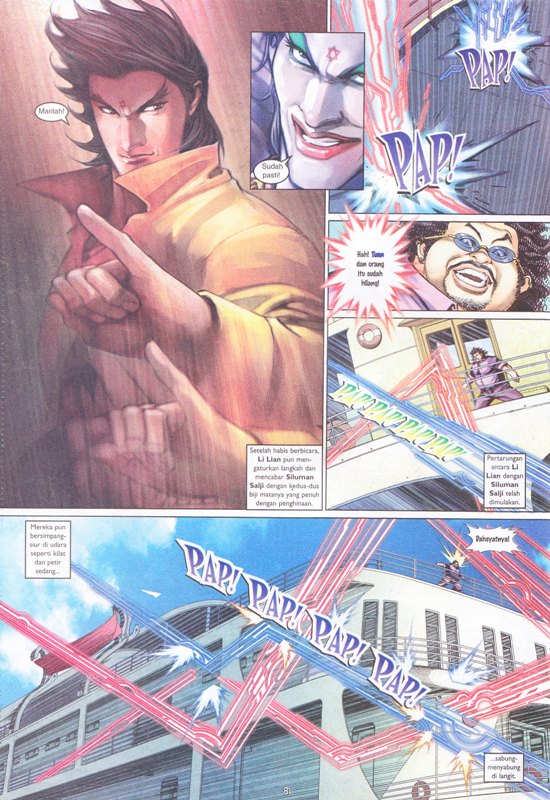 Marilah!
Sudah
pasti!
PAP!
PAP!
Hah! Tuan
dan orang
itu sudah
hilang!
Setelah habis berbicara,
Li Lian pun men-
gaturkan langkah dan
mencabar Siluman
Salji dengan kedua-dua
biji matanya yang penuh
dengan penghinaan.
Pertarungan
antara Li
Lian dengan
Siluman
Salji telah
dimulakan.
Mereka pun
bersimpang-
siur di udara
seperti kilat
dan petir
sedang...
PAP! PAP! PAP! PAP!
Dahsyatnya!
...sabung-
menyabung
di langit.
81